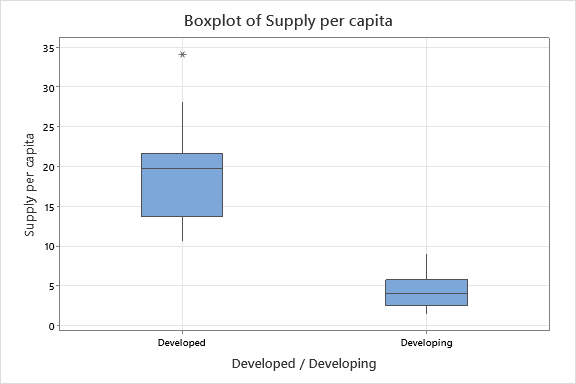 Boxplot of Supply per capita
35
30
25
20
15
10
5
0
Supply per capita
Developed
Developing
Developed / Developing